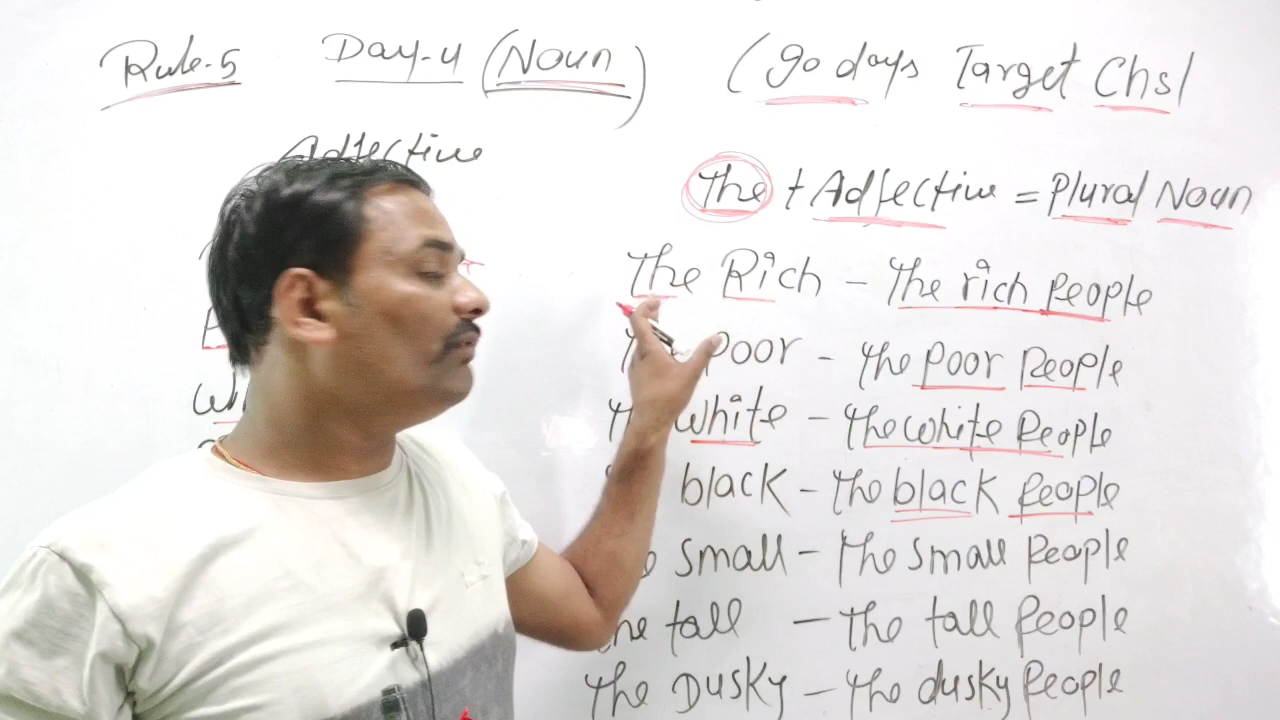 Rule-5 Day-4 (Noun) (90 days Target Chsl
Adjective
The + Adjective = Plural Noun
The Rich - The rich People
Poor - The Poor People
White - The white People
black - The black People
Small - The small People
The tall - The tall People
The Dusky - The dusky People